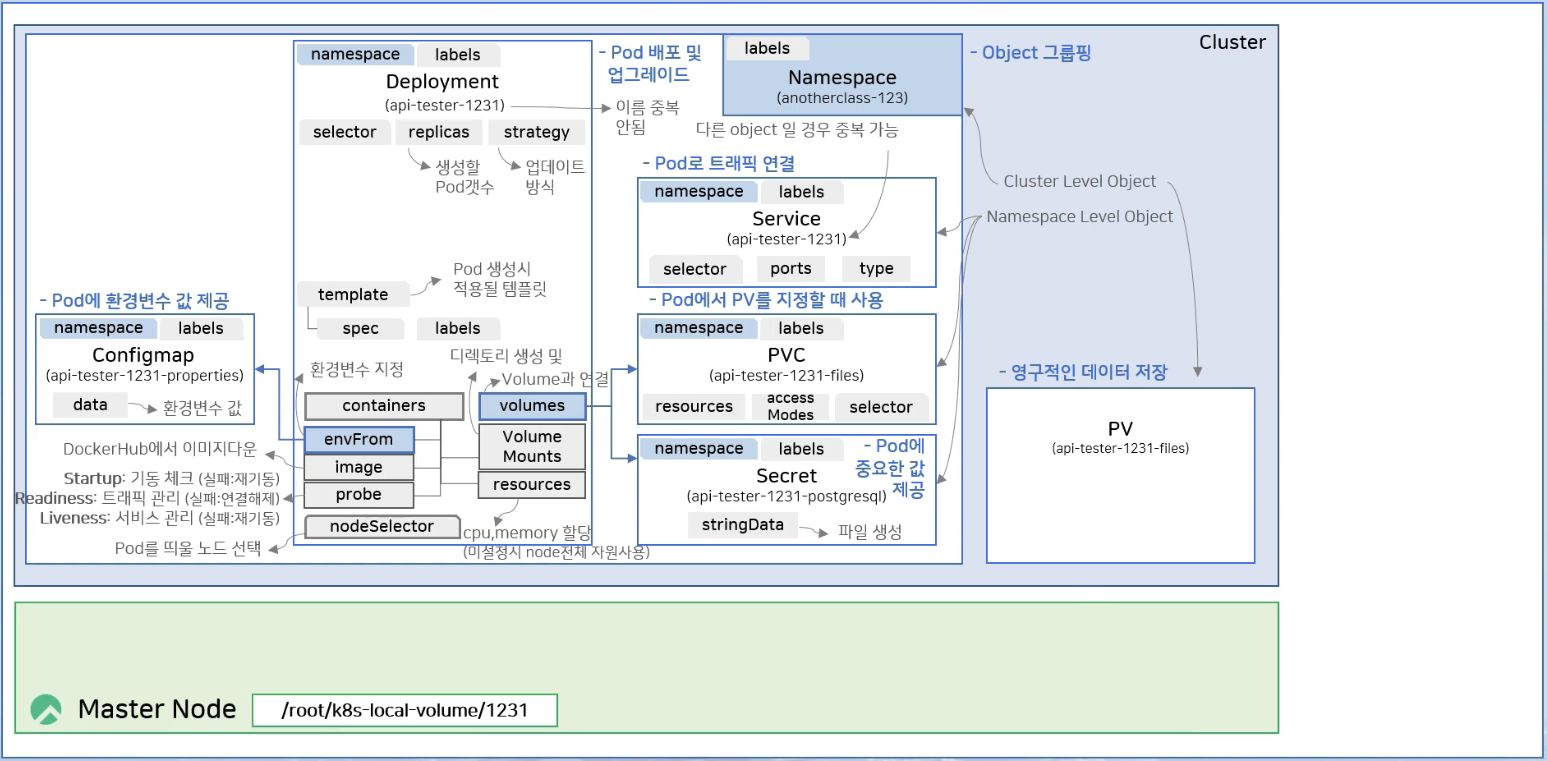 Cluster
namespace
labels
Deployment
(api-tester-1231)
selector
replicas
strategy
생성할
Pod갯수
업데이트
방식
- Pod 배포 및
업그레이드
이름 중복
안됨
labels
Namespace
(anotherclass-123)
- Object 그룹핑
다른 object 일 경우 중복 가능
- Pod로 트래픽 연결
namespace
labels
Service
(api-tester-1231)
selector
ports
type
Cluster Level Object
Namespace Level Object
template
Pod 생성시
적용될 템플릿
spec
labels
- Pod에 환경변수 값 제공
namespace
labels
Configmap
(api-tester-1231-properties)
data
환경변수 값
환경변수 지정
디렉토리 생성 및
Volume과 연결
containers
volumes
envFrom
image
probe
Volume
Mounts
resources
nodeSelector
DockerHub에서 이미지다운
Startup: 기동 체크 (실패:재기동)
Readiness: 트래픽 관리 (실패:연결해제)
Liveness: 서비스 관리 (실패:재기동)
Pod를 띄울 노드 선택
cpu,memory 할당
(미설정시 node전체 자원사용)
- Pod에서 PV를 지정할 때 사용
namespace
labels
PVC
(api-tester-1231-files)
resources
access
Modes
selector
namespace
labels
- Pod에
중요한 값
제공
Secret
(api-tester-1231-postgresql)
stringData
파일 생성
- 영구적인 데이터 저장
PV
(api-tester-1231-files)
Master Node
/root/k8s-local-volume/1231